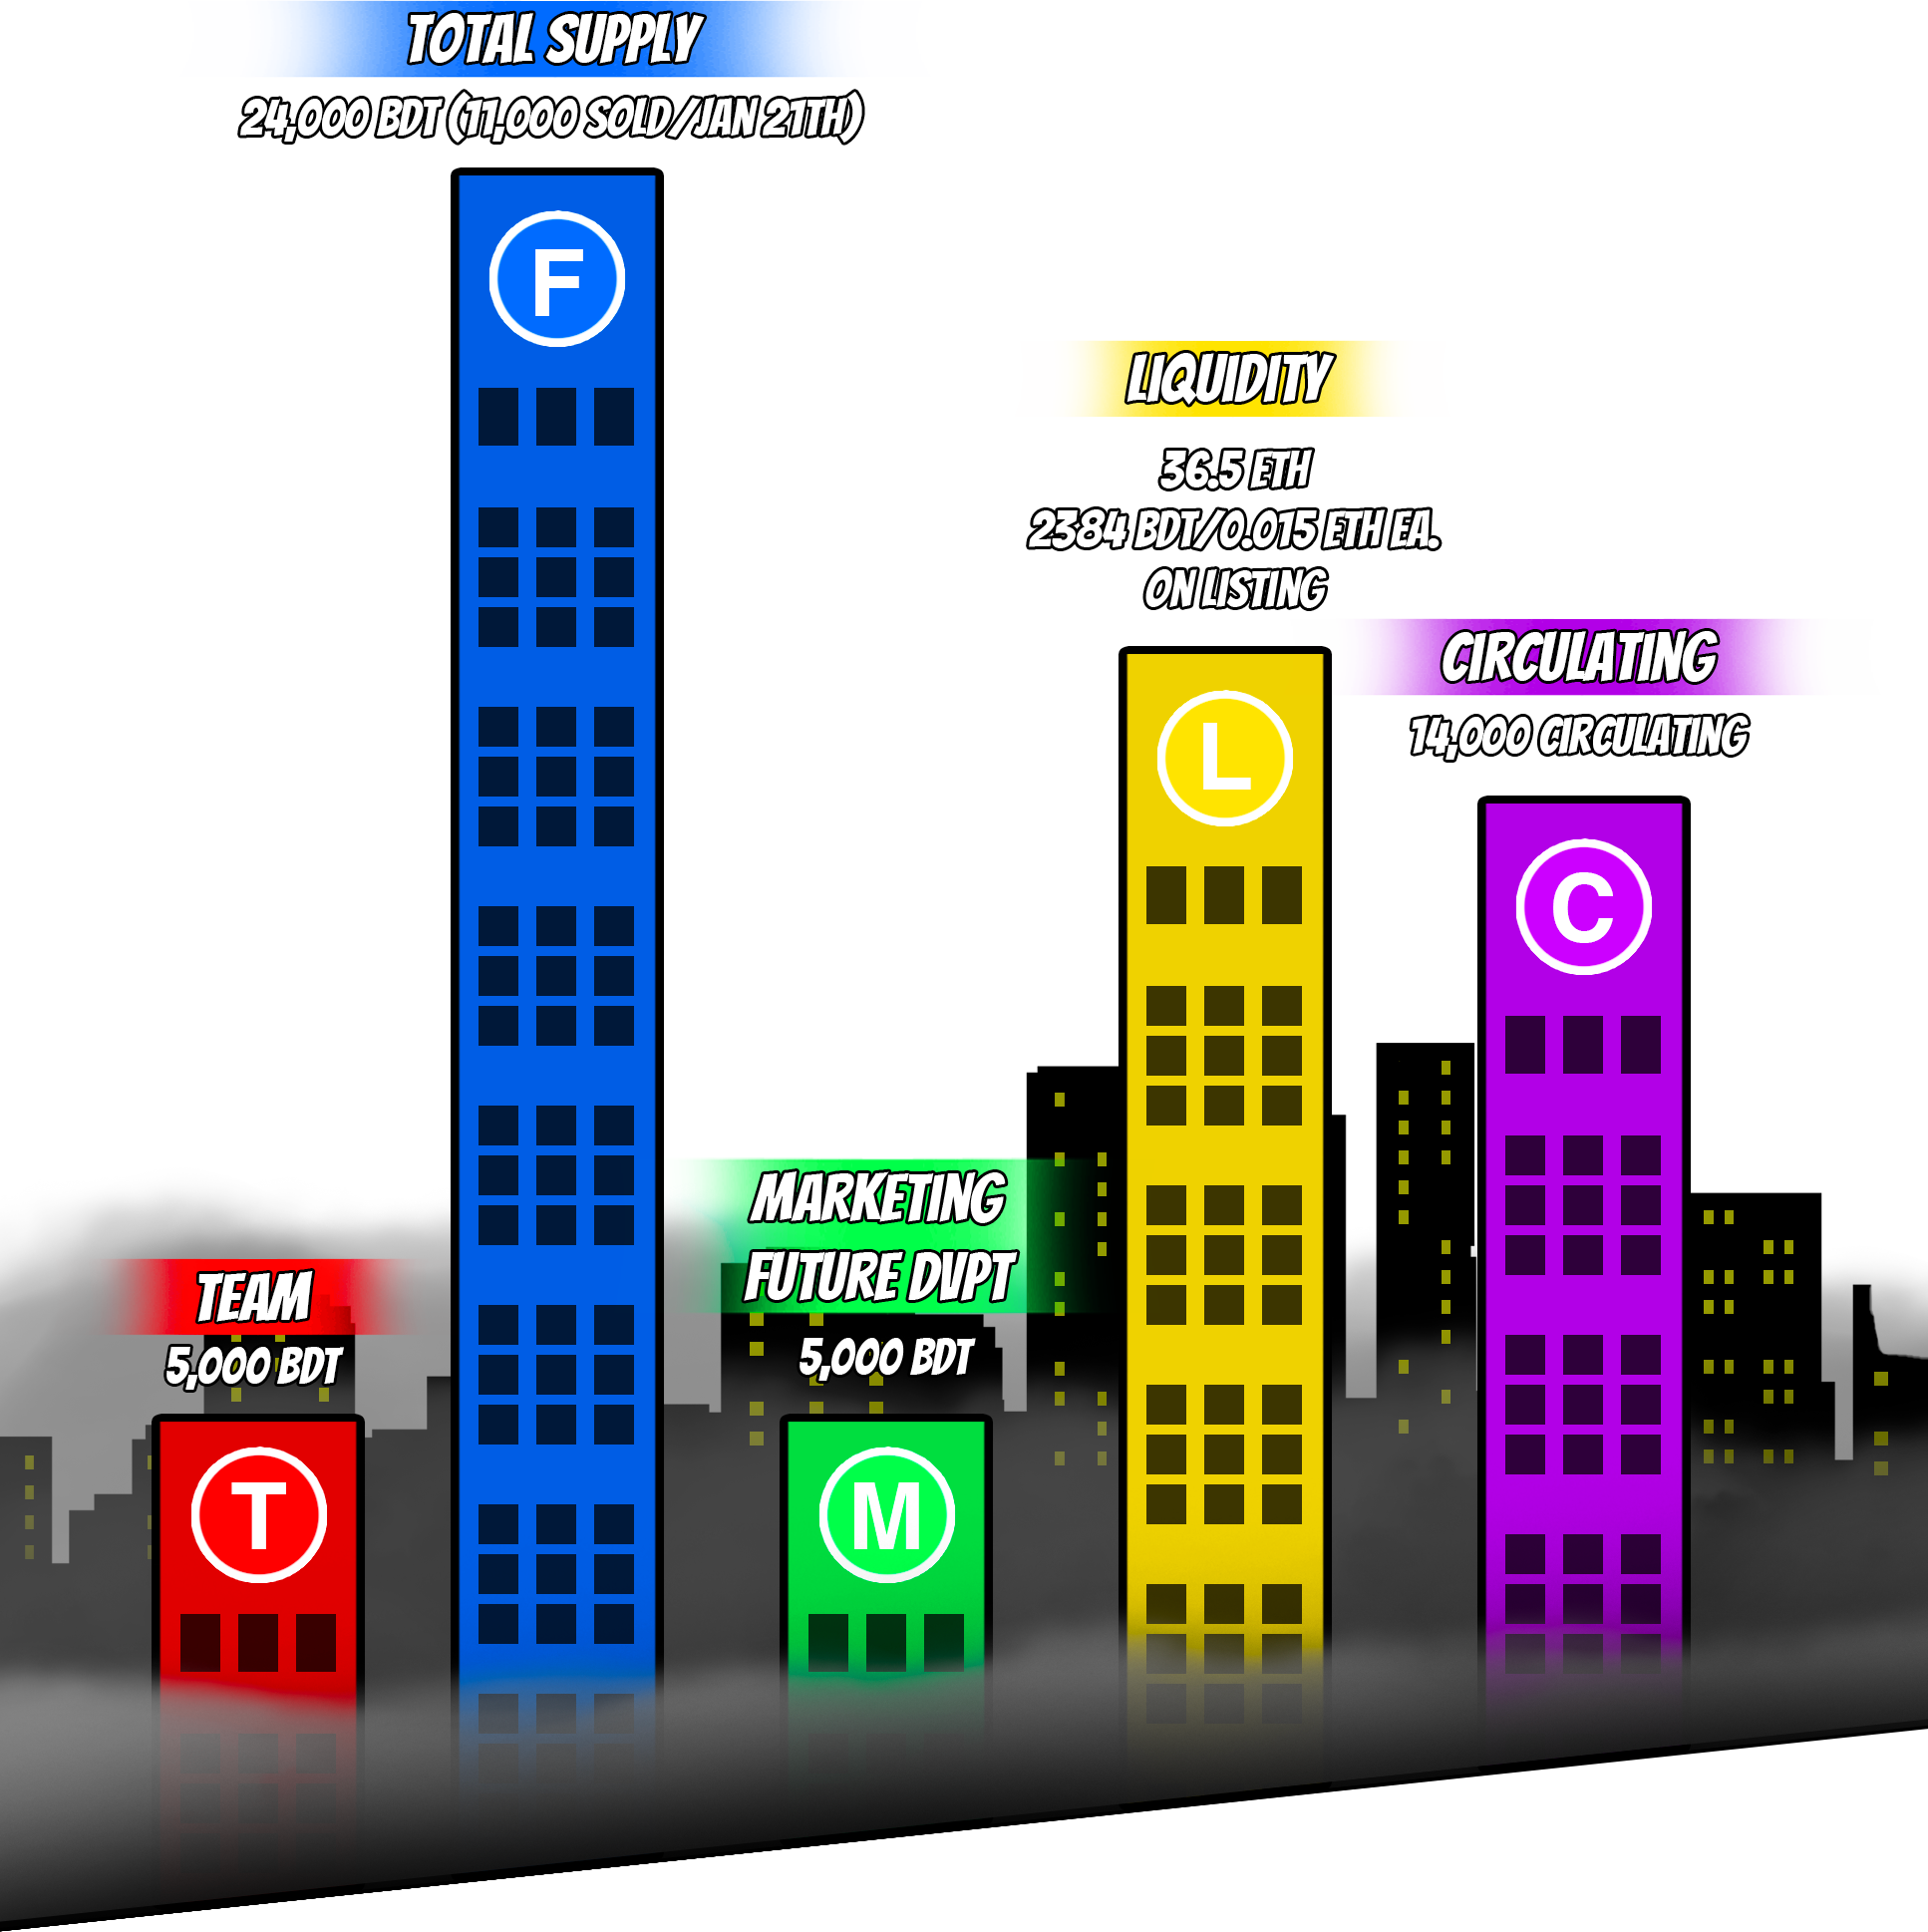 TOTAL SUPPLY
24,000 BDT (11,000 SOLD/JAN 21TH)
F
LIQUIDITY
36.5 ETH
2384 BDT/0.015 ETH EA.
ON LISTING
L
CIRCULATING
14,000 CIRCULATING
C
MARKETING
FUTURE DVPT
5,000 BDT
M
TEAM
5,000 BDT
T